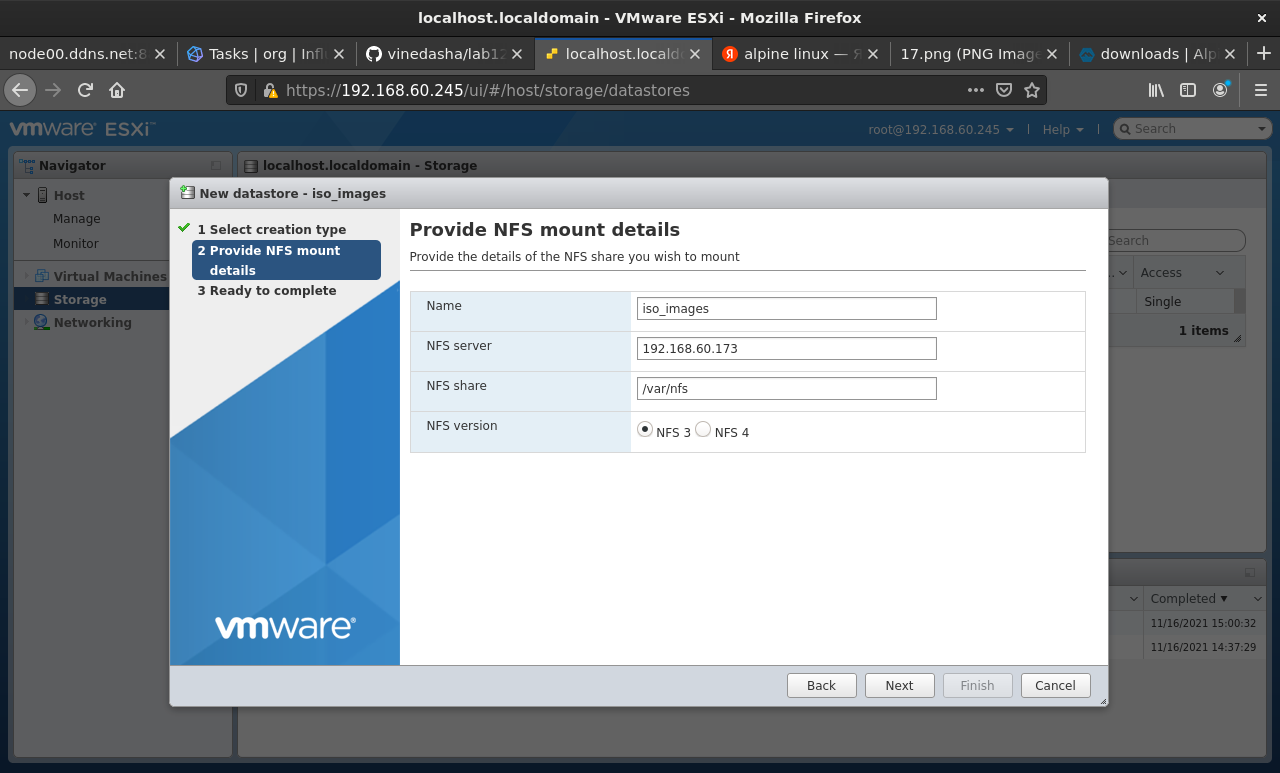 localhost.localdomain - VMware ESXi - Mozilla Firefox
node00.ddns.net:8
Tasks | org | Infl
vinedasha/lab12
localhost.locald
alpine linux — Я
17.png (PNG Image
downloads | Alp
https://192.168.60.245/ui/#/host/storage/datastores
vmware ESXi™
root@192.168.60.245 | Help | Search
Navigator
localhost.localdomain - Storage
Host
Manage
Monitor
Virtual Machines
Storage
Networking
New datastore - iso_images
1 Select creation type
2 Provide NFS mount
details
3 Ready to complete
vmware®
Provide NFS mount details
Provide the details of the NFS share you wish to mount
Name iso_images
NFS server 192.168.60.173
NFS share /var/nfs
NFS version NFS 3 NFS 4
Back Next Finish Cancel
Search
.. Access
Single
1 items
Completed ▼
11/16/2021 15:00:32
11/16/2021 14:37:29